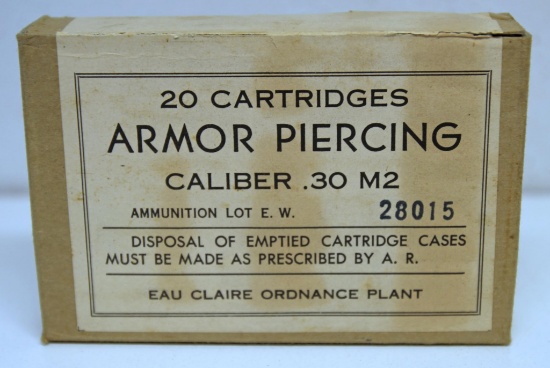 20 CARTRIDGES
ARMOR PIERCING
CALIBER .30 M2
AMMUNITION LOT E. W. 28015
DISPOSAL OF EMPTIED CARTRIDGE CASES
MUST BE MADE AS PRESCRIBED BY A. R.
EAU CLAIRE ORDNANCE PLANT